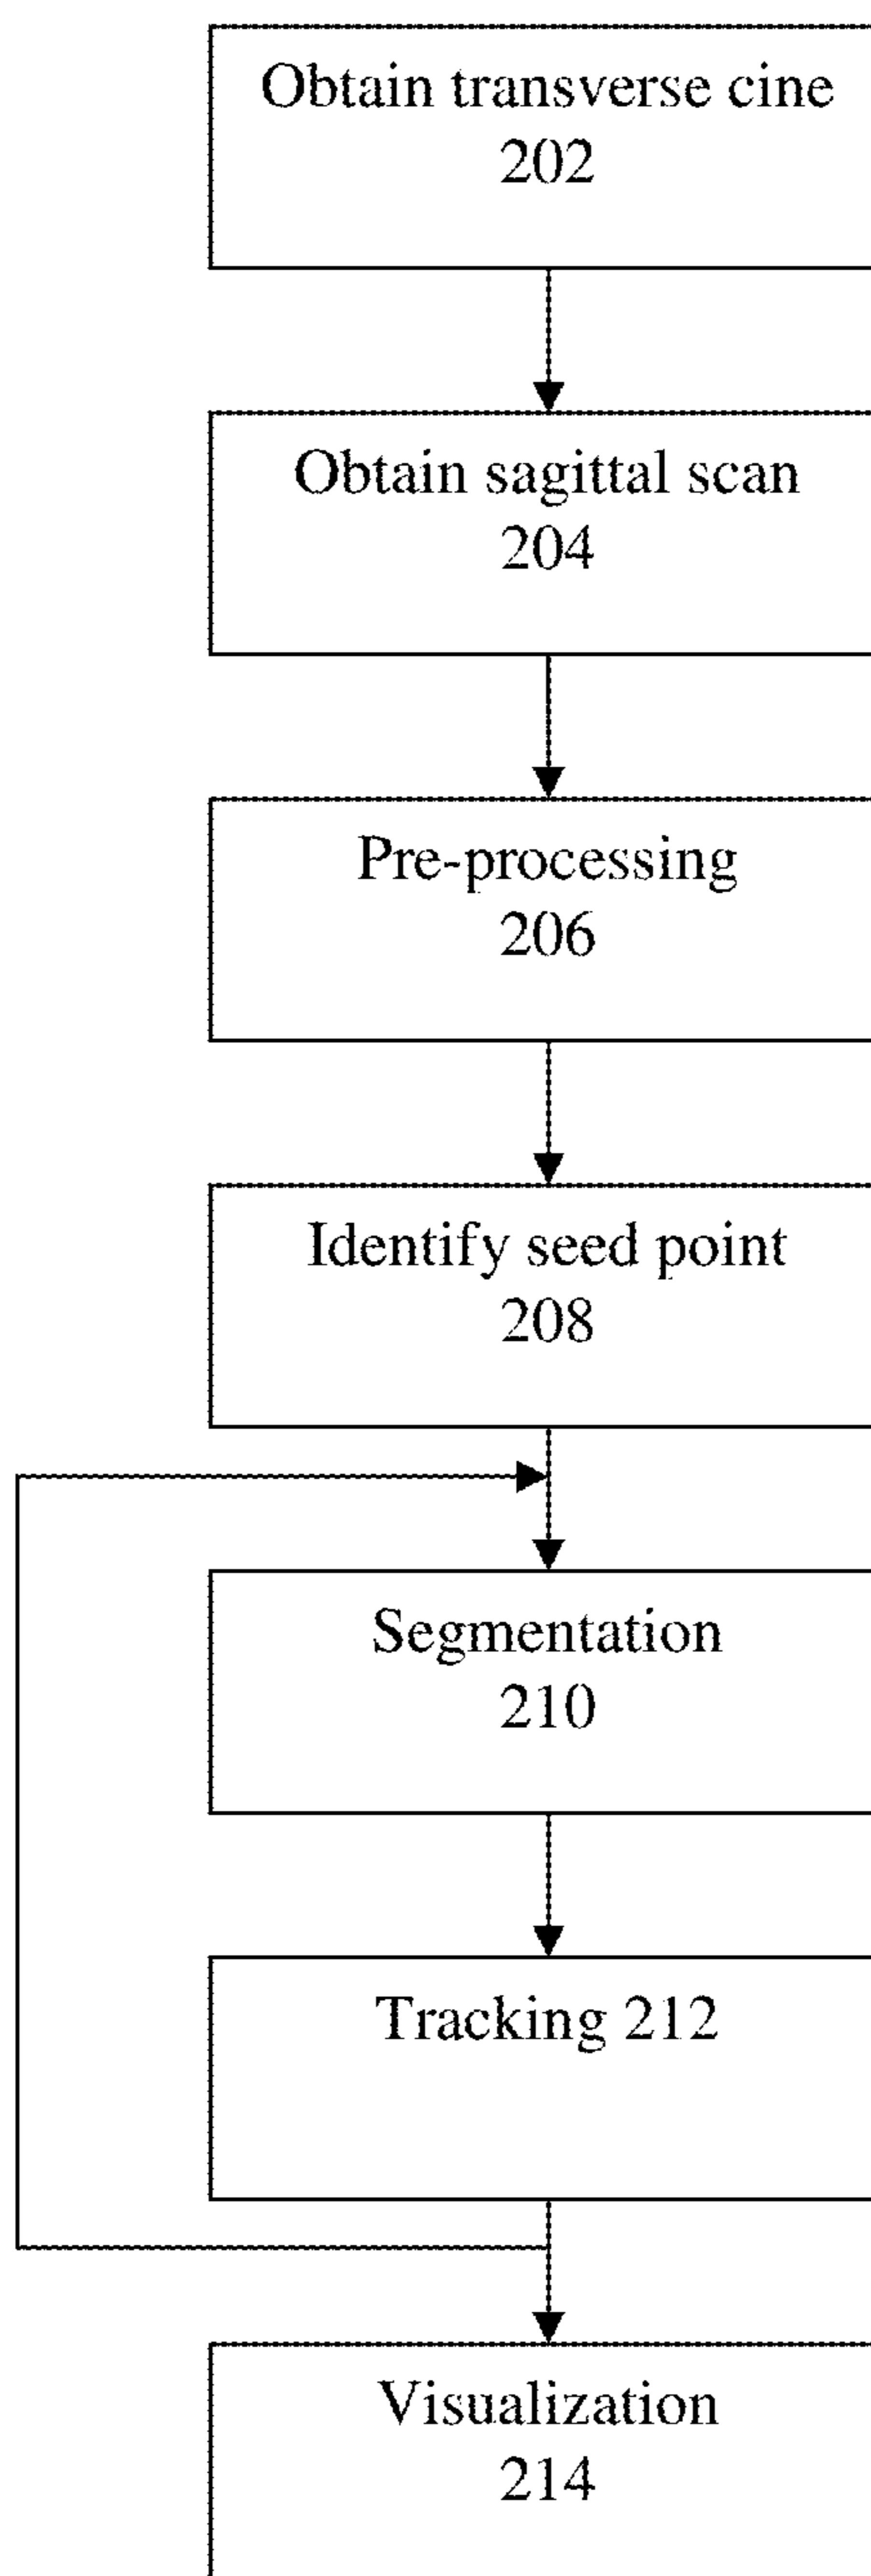 Obtain transverse cine
202
Obtain sagittal scan
204
Pre-processing
206
Identify seed point
208
Segmentation
210
Tracking 212
Visualization
214